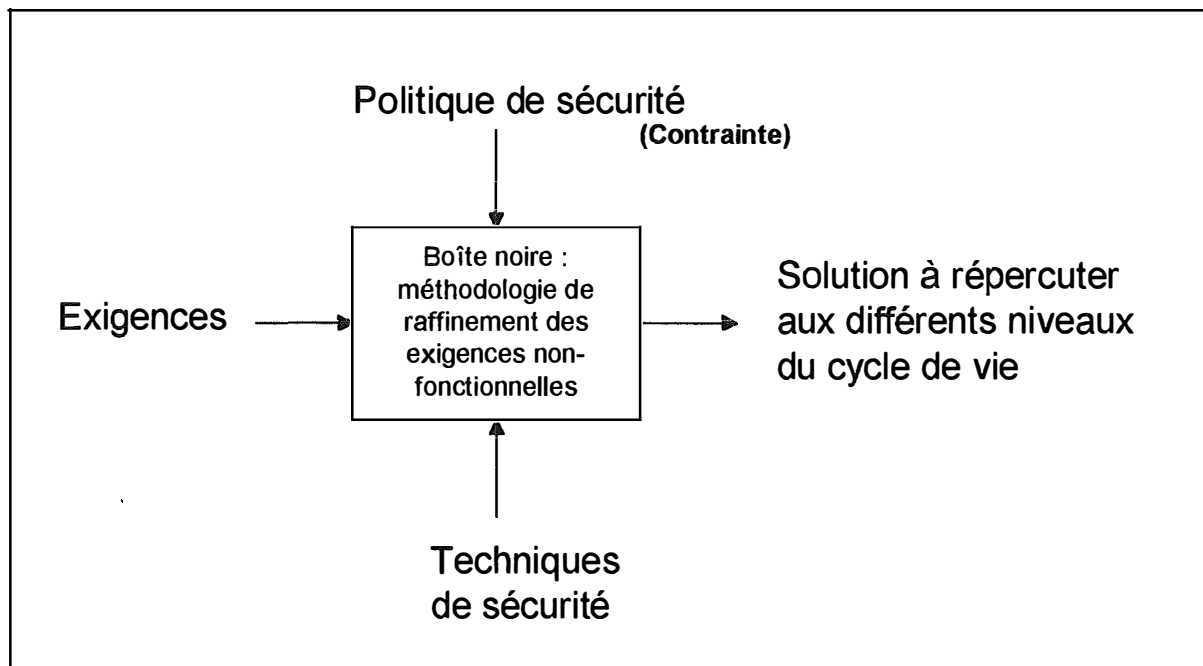 Politique de sécurité
(Contrainte)
Boîte noire :
méthodologie de
raffinement des
exigences non-
fonctionnelles
Exigences
Solution à répercuter
aux différents niveaux
du cycle de vie
Techniques
de sécurité